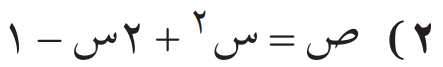 ٢) ص = س٢ + ٢س − ١